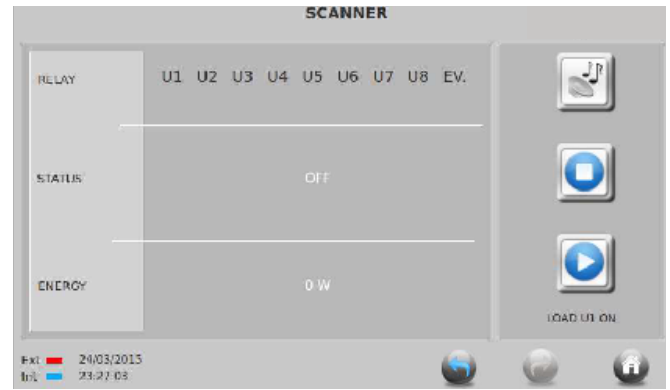 SCANNER
RELAY U1 U2 U3 U4 U5 U6 U7 U8 EV.
STATUS OFF
ENERGY 0 W
LOAD U1 ON
Ext 24/03/2015
Int. 23:27:03